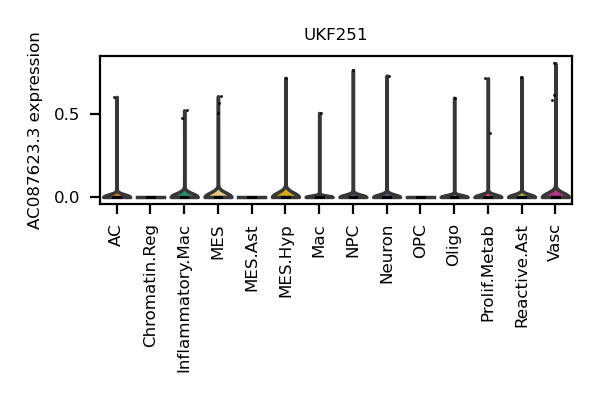 UKF251
AC087623.3 expression
0.5
0.0
AC
Chromatin.Reg
Inflammatory.Mac
MES
MES.Ast
MES.Hyp
Mac
NPC
Neuron
OPC
Oligo
Prolif.Metab
Reactive.Ast
Vasc